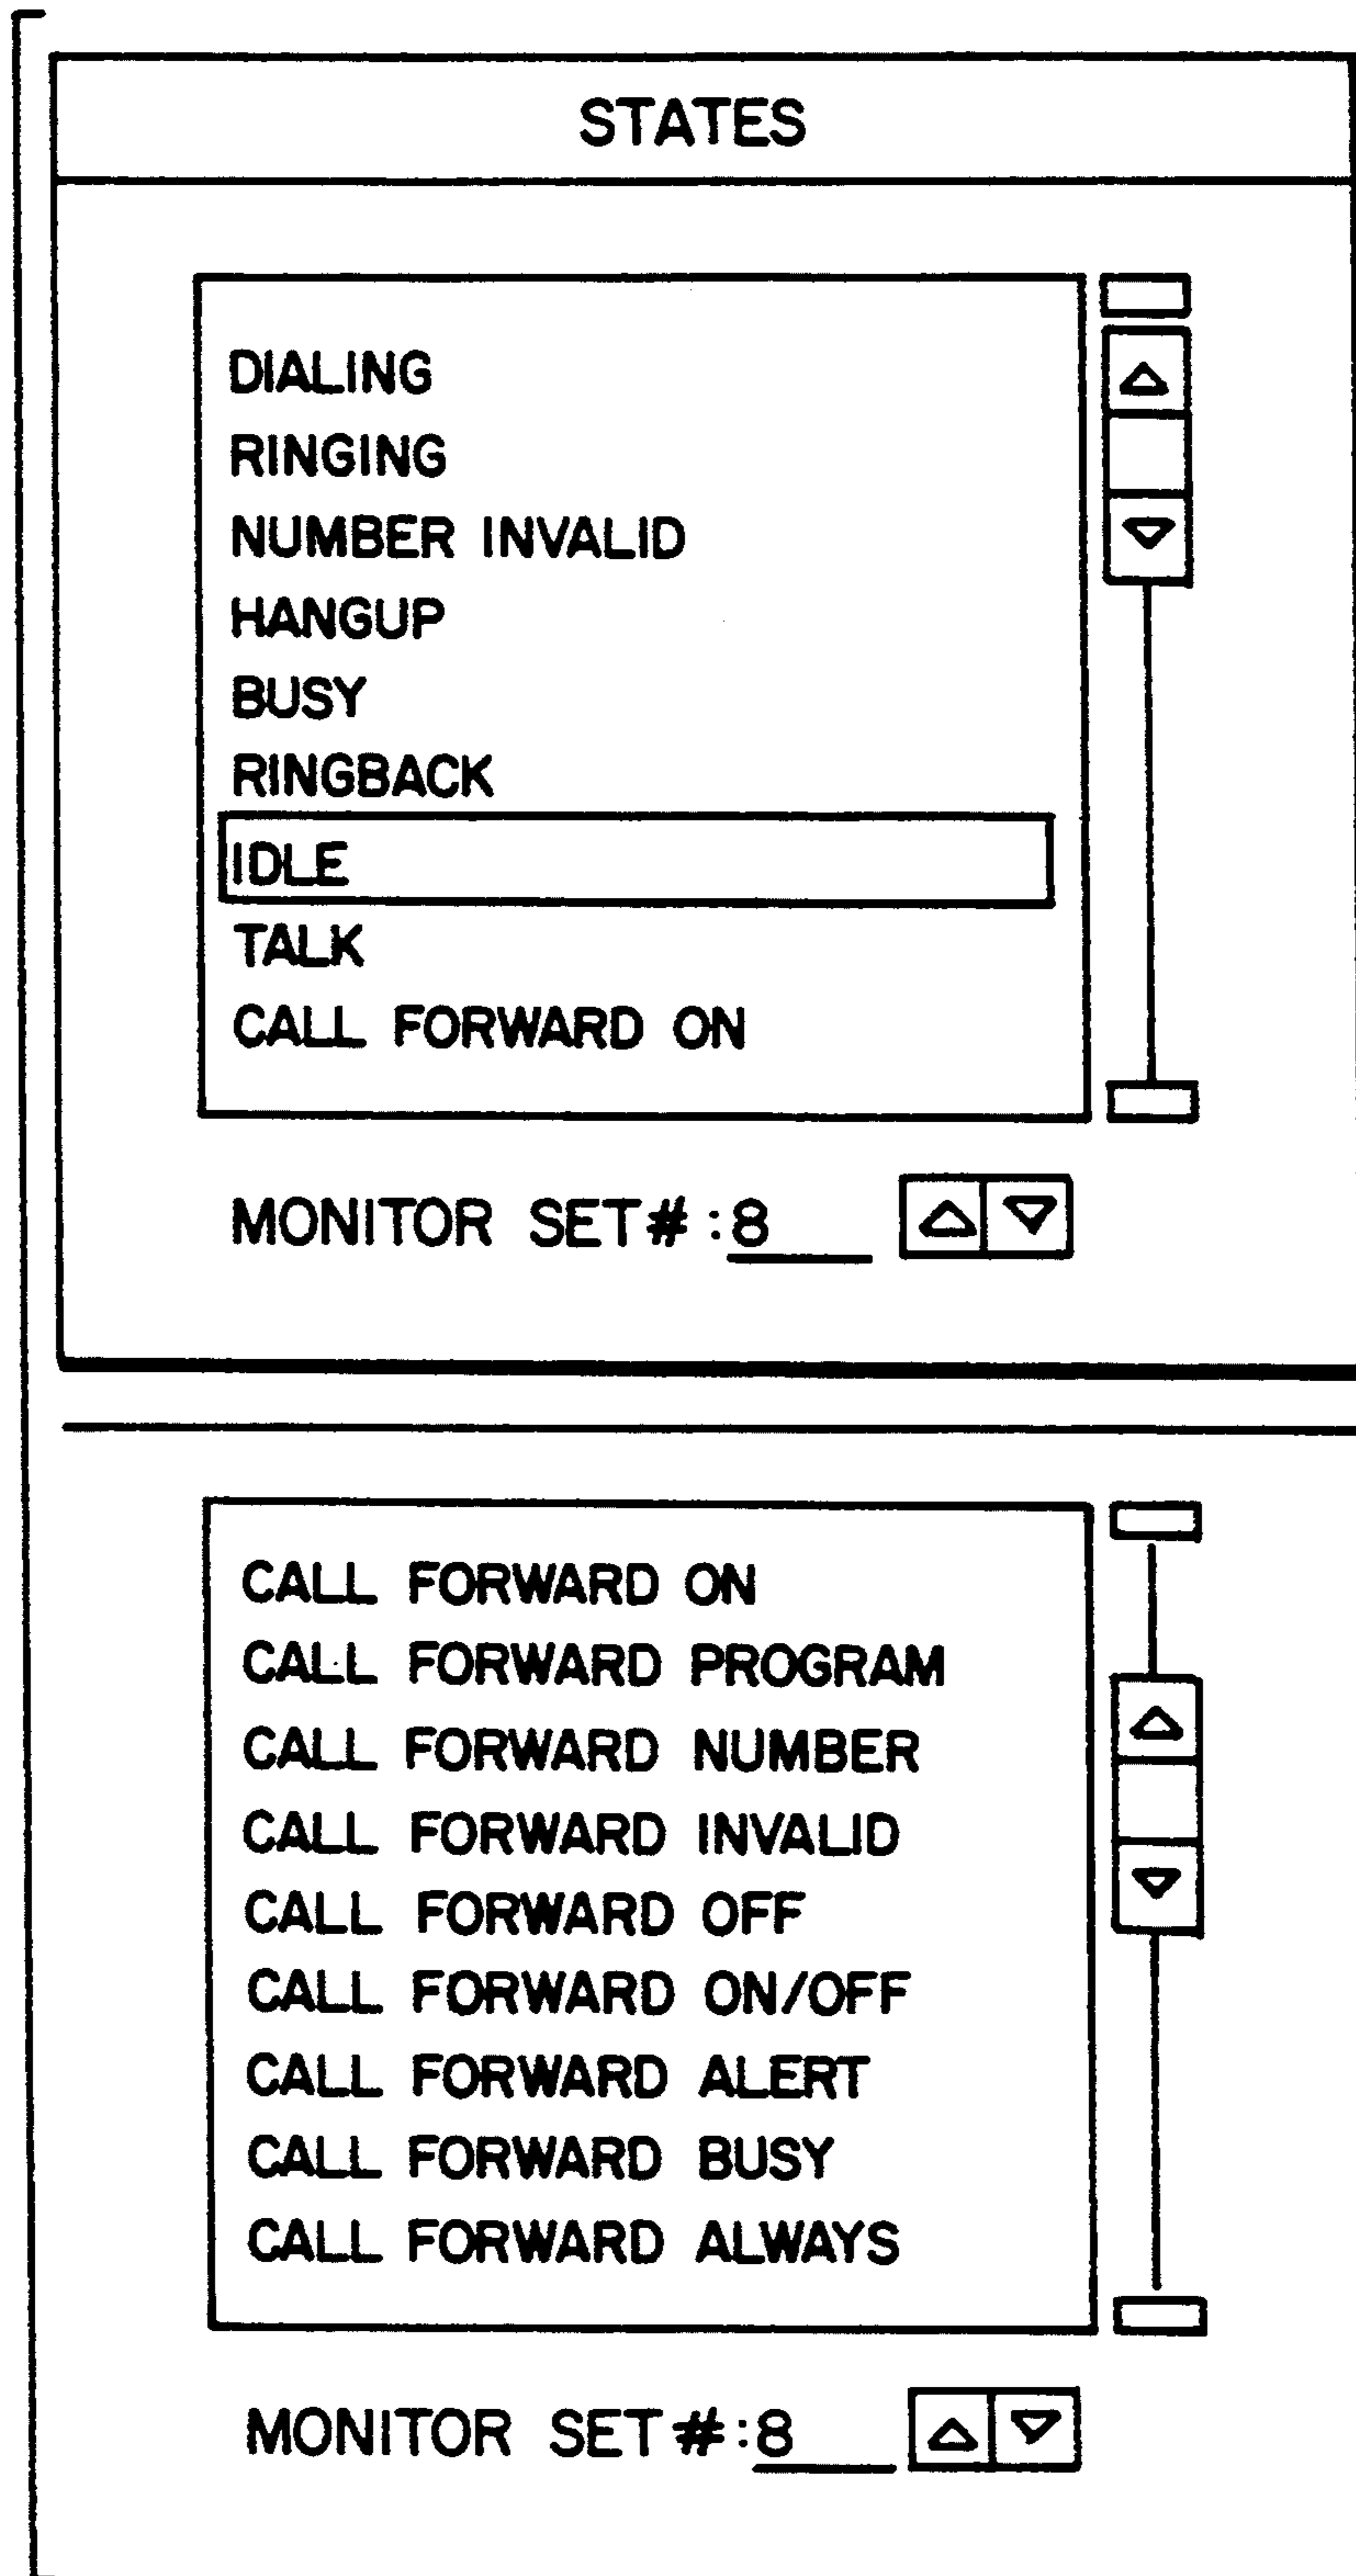 STATES
DIALING
RINGING
NUMBER INVALID
HANGUP
BUSY
RINGBACK
IDLE
TALK
CALL FORWARD ON
MONITOR SET#:8
CALL FORWARD ON
CALL FORWARD PROGRAM
CALL FORWARD NUMBER
CALL FORWARD INVALID
CALL FORWARD OFF
CALL FORWARD ON/OFF
CALL FORWARD ALERT
CALL FORWARD BUSY
CALL FORWARD ALWAYS
MONITOR SET#:8